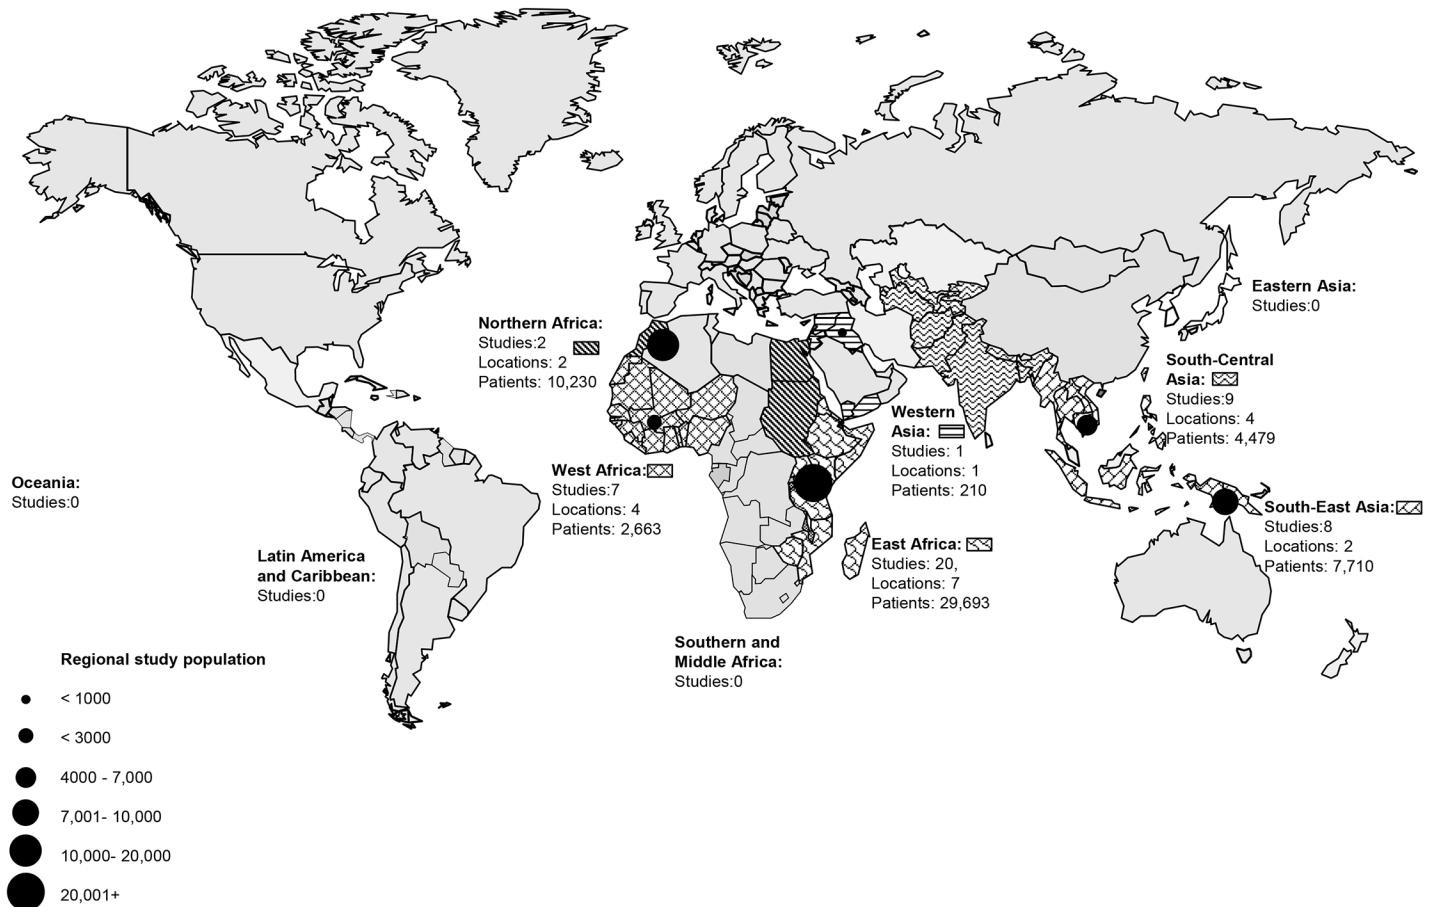 Eastern Asia:
Studies:0
Northern Africa:
Studies:2
Locations: 2
Patients: 10,230
South-Central
Asia:
Studies:9
Locations: 4
Patients: 4,479
Western
Asia:
Studies: 1
Locations: 1
Patients: 210
West Africa:
Studies:7
Locations: 4
Patients: 2,663
Oceania:
Studies:0
South-East Asia:
Studies:8
Locations: 2
Patients: 7,710
East Africa:
Studies: 20,
Locations: 7
Patients: 29,693
Latin America
and Caribbean:
Studies:0
Southern and
Middle Africa:
Studies:0
Regional study population
< 1000
< 3000
4000 - 7,000
7,001- 10,000
10,000- 20,000
20,001+